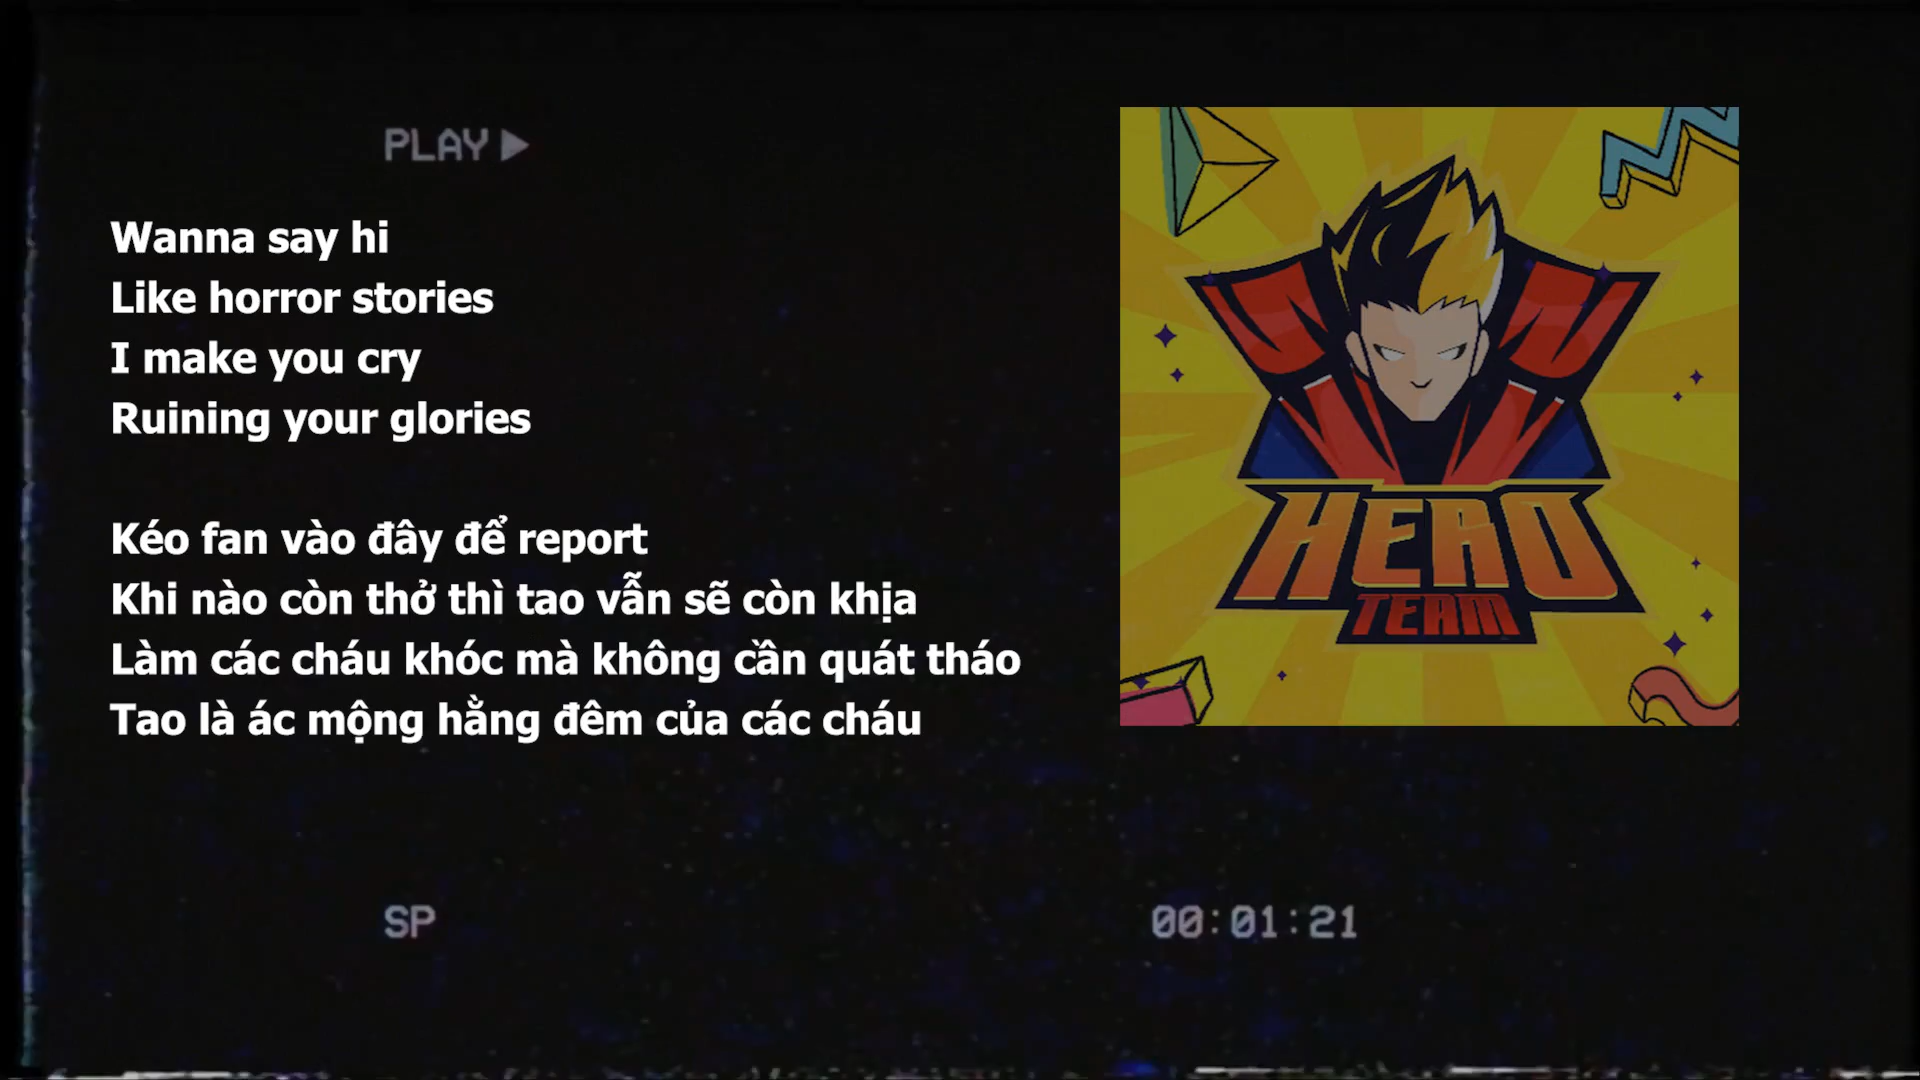 PLAY
Wanna say hi
Like horror stories
I make you cry
Ruining your glories
Kéo fan vào đây để report
Khi nào còn thở thì tao vẫn sẽ còn khịa
Làm các cháu khóc mà không cần quát tháo
Tao là ác mộng hằng đêm của các cháu
HERO
TEAM
SP
00:01:21